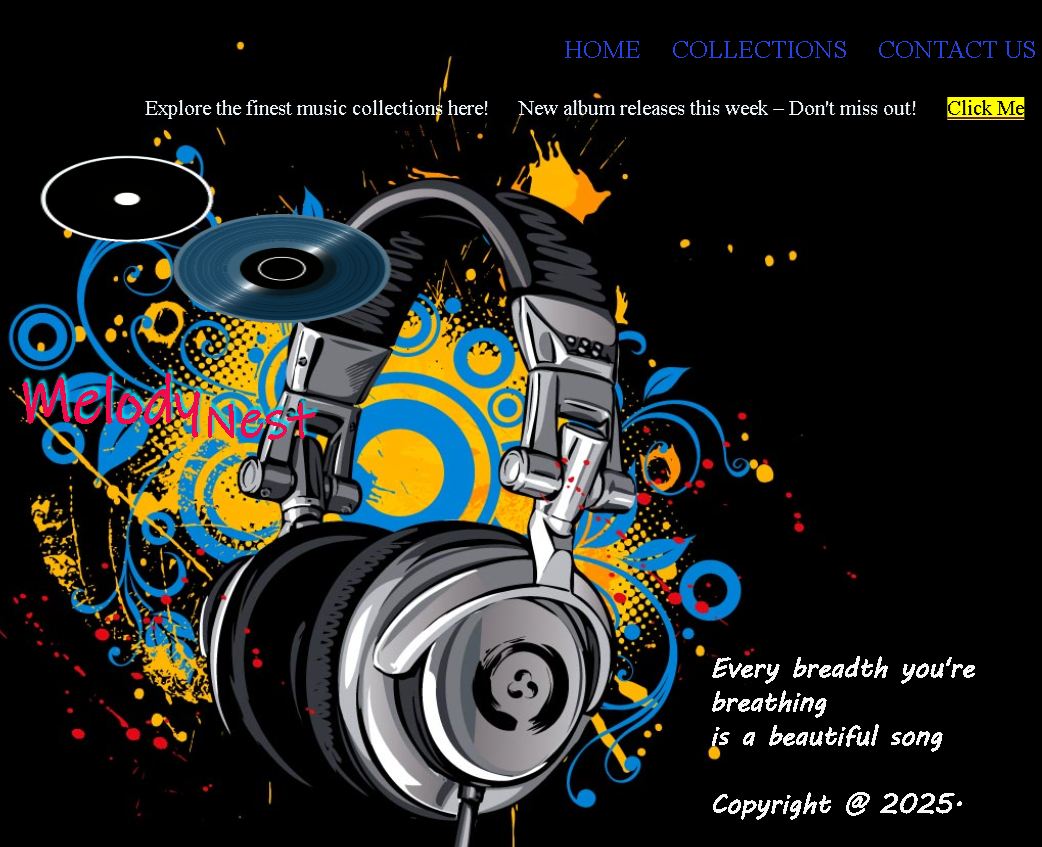 HOME COLLECTIONS CONTACT US
Explore the finest music collections here! New album releases this week – Don't miss out! Click Me
MelodyNest
Every breadth you're
breathing
is a beautiful song
Copyright @ 2025.